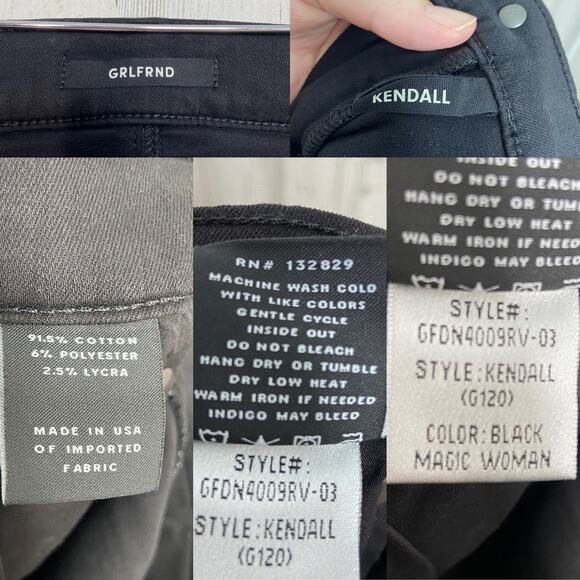 GRLFRND
KENDALL
91.5% COTTON
6% POLYESTER
2.5% LYCRA
MADE IN USA
OF IMPORTED
FABRIC
RN# 132829
MACHINE WASH COLD
WITH LIKE COLORS
GENTLE CYCLE
INSIDE OUT
DO NOT BLEACH
HANG DRY OR TUMBLE
DRY LOW HEAT
WARM IRON IF NEEDED
INDIGO MAY BLEED
STYLE#:
GFDN4009RV-03
STYLE:KENDALL
(G120)
INSIDE OUT
DO NOT BLEACH
HANG DRY OR TUMBL
DRY LOW HEAT
WARM IRON IF NEEDE
INDIGO MAY BLEED
STYLE#:
GFDN4009RV-03
STYLE:KENDALL
(G120)
COLOR:BLACK
MAGIC WOMAN